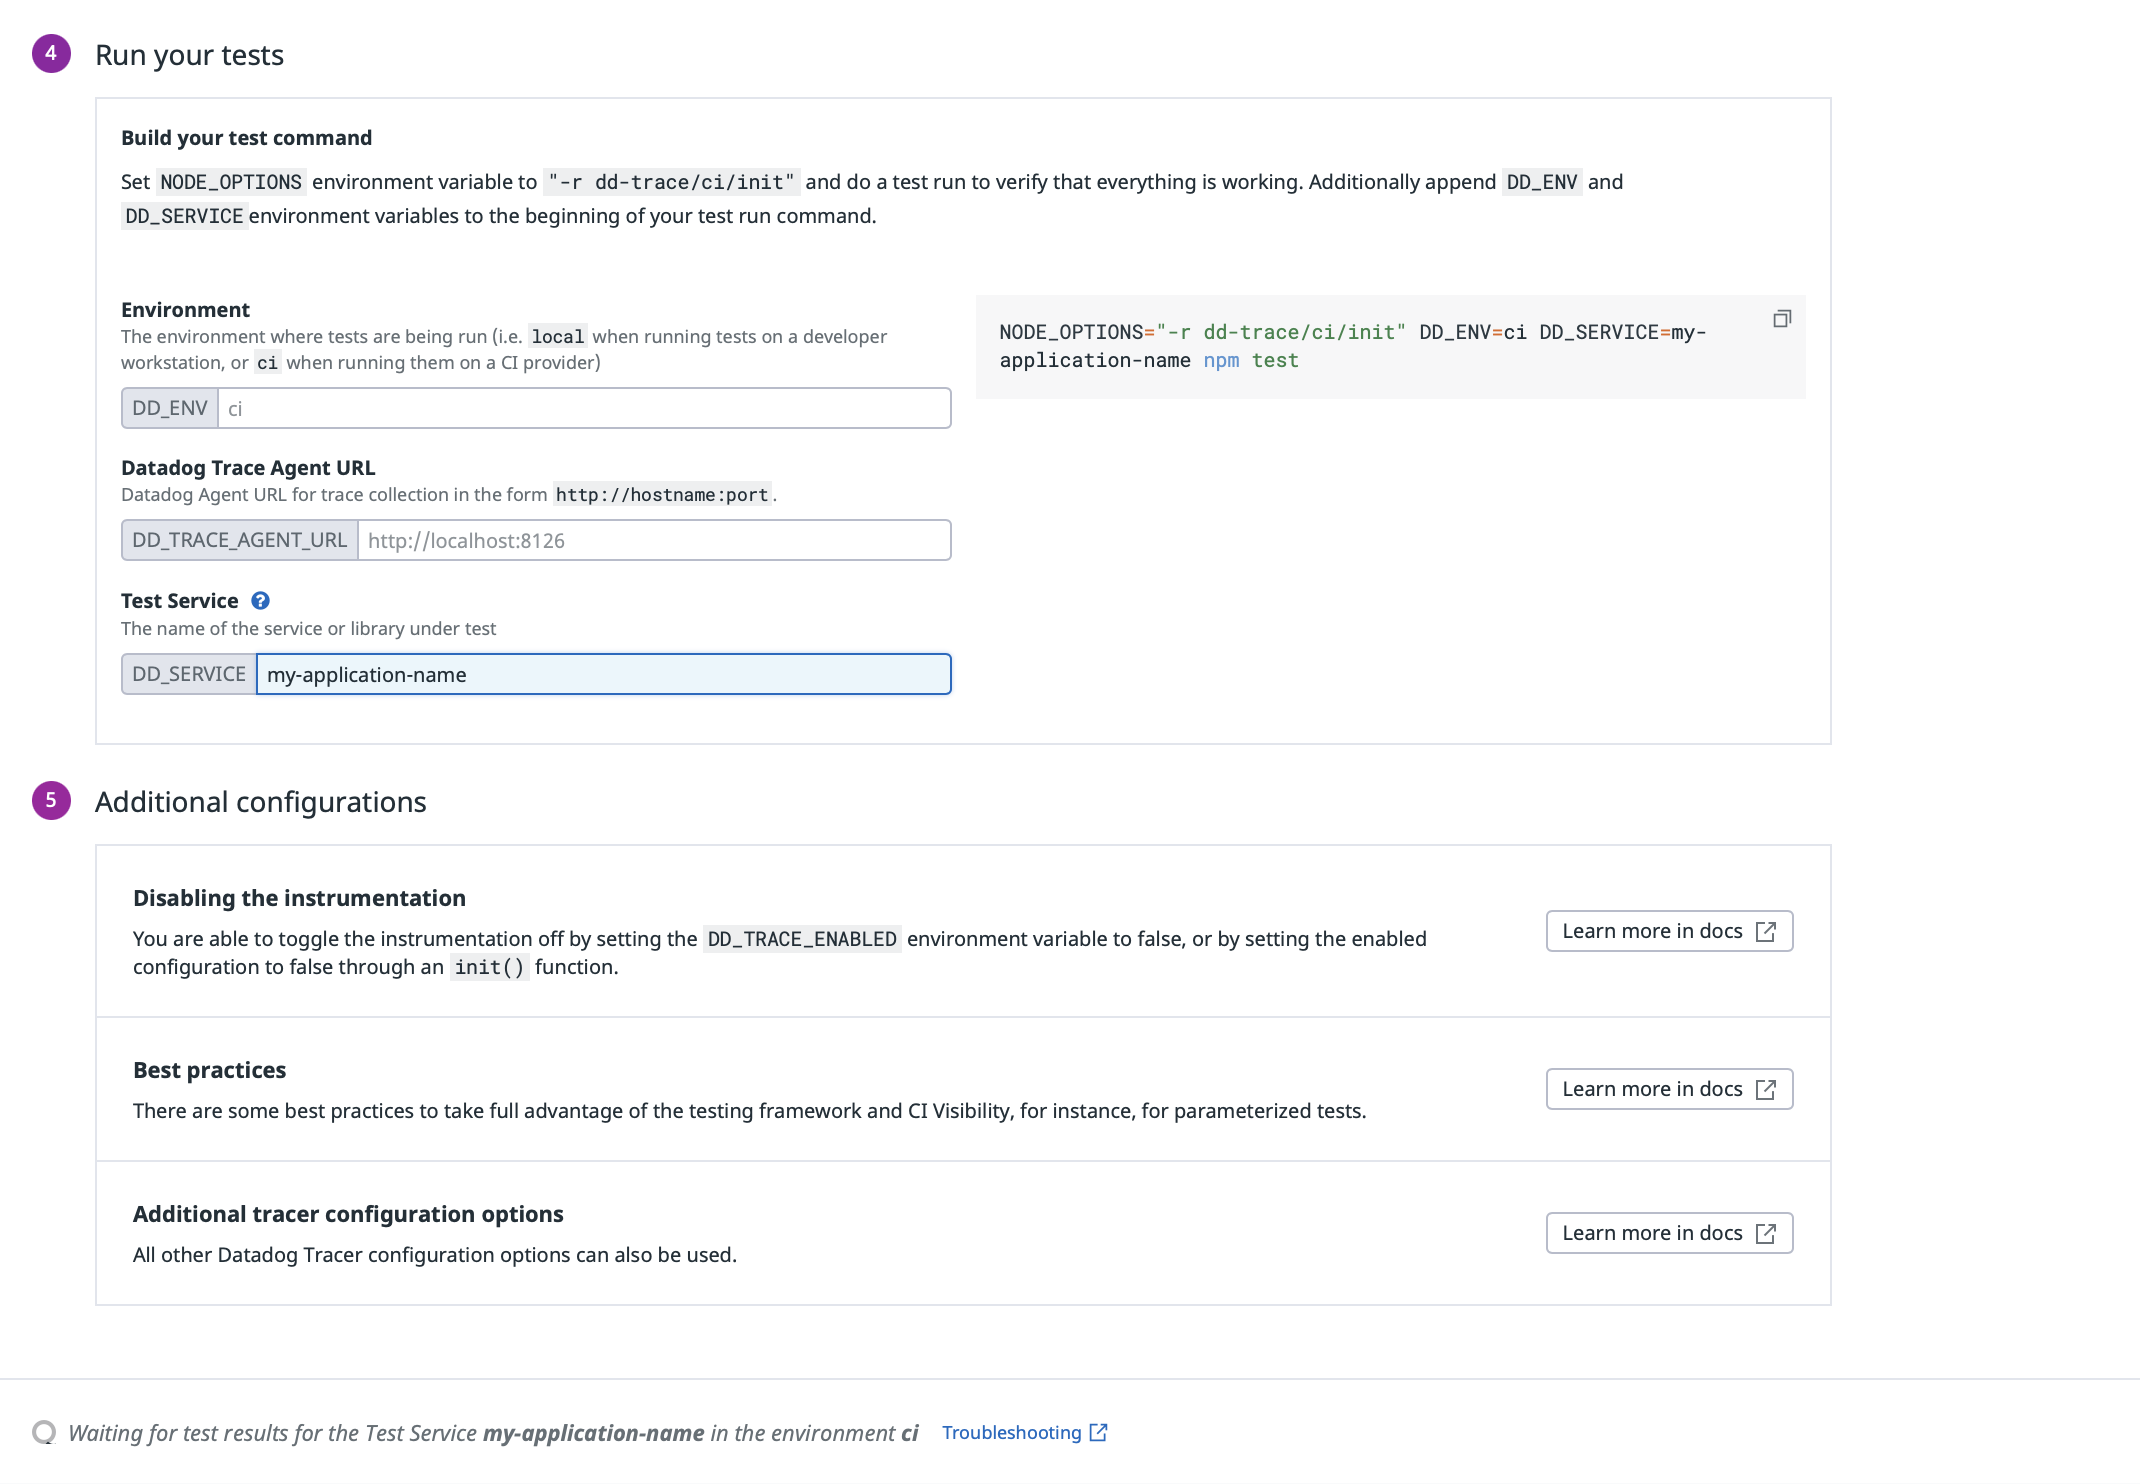 4 Run your tests
Build your test command
Set NODE_OPTIONS environment variable to "-r dd-trace/ci/init" and do a test run to verify that everything is working. Additionally append DD_ENV and
DD_SERVICE environment variables to the beginning of your test run command.
Environment
The environment where tests are being run (i.e. local when running tests on a developer
workstation, or ci when running them on a CI provider)
DD_ENV ci
NODE_OPTIONS="-r dd-trace/ci/init" DD_ENV=ci DD_SERVICE=my-
application-name npm test
Datadog Trace Agent URL
Datadog Agent URL for trace collection in the form http://hostname:port.
DD_TRACE_AGENT_URL http://localhost:8126
Test Service ?
The name of the service or library under test
DD_SERVICE my-application-name
5 Additional configurations
Disabling the instrumentation
You are able to toggle the instrumentation off by setting the DD_TRACE_ENABLED environment variable to false, or by setting the enabled
configuration to false through an init() function.
Learn more in docs
Best practices
There are some best practices to take full advantage of the testing framework and CI Visibility, for instance, for parameterized tests.
Learn more in docs
Additional tracer configuration options
All other Datadog Tracer configuration options can also be used.
Learn more in docs
Waiting for test results for the Test Service my-application-name in the environment ci Troubleshooting